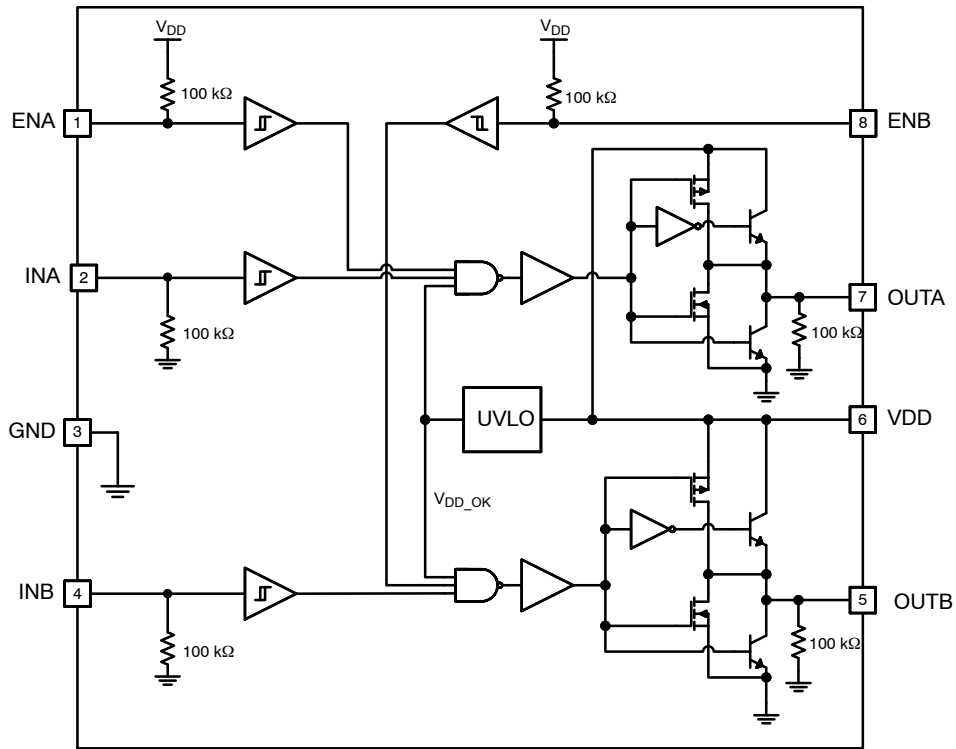 VDD
VDD
100 kΩ
100 kΩ
ENA
1
8
ENB
INA
2
7
OUTA
100 kΩ
100 kΩ
GND
3
UVLO
6
VDD
VDD_OK
INB
4
5
OUTB
100 kΩ
100 kΩ